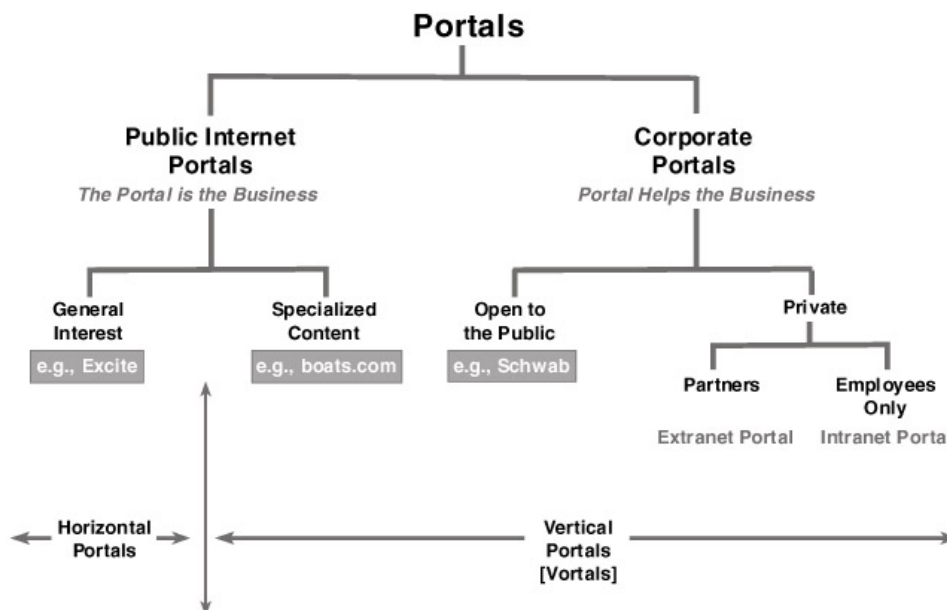 Portals
Public Internet
Portals
The Portal is the Business
Corporate
Portals
Portal Helps the Business
General
Interest
e.g., Excite
Specialized
Content
e.g., boats.com
Open to
the Public
e.g., Schwab
Private
Partners
Extranet Portal
Employees
Only
Intranet Porta
Horizontal
Portals
Vertical
Portals
[Vortals]